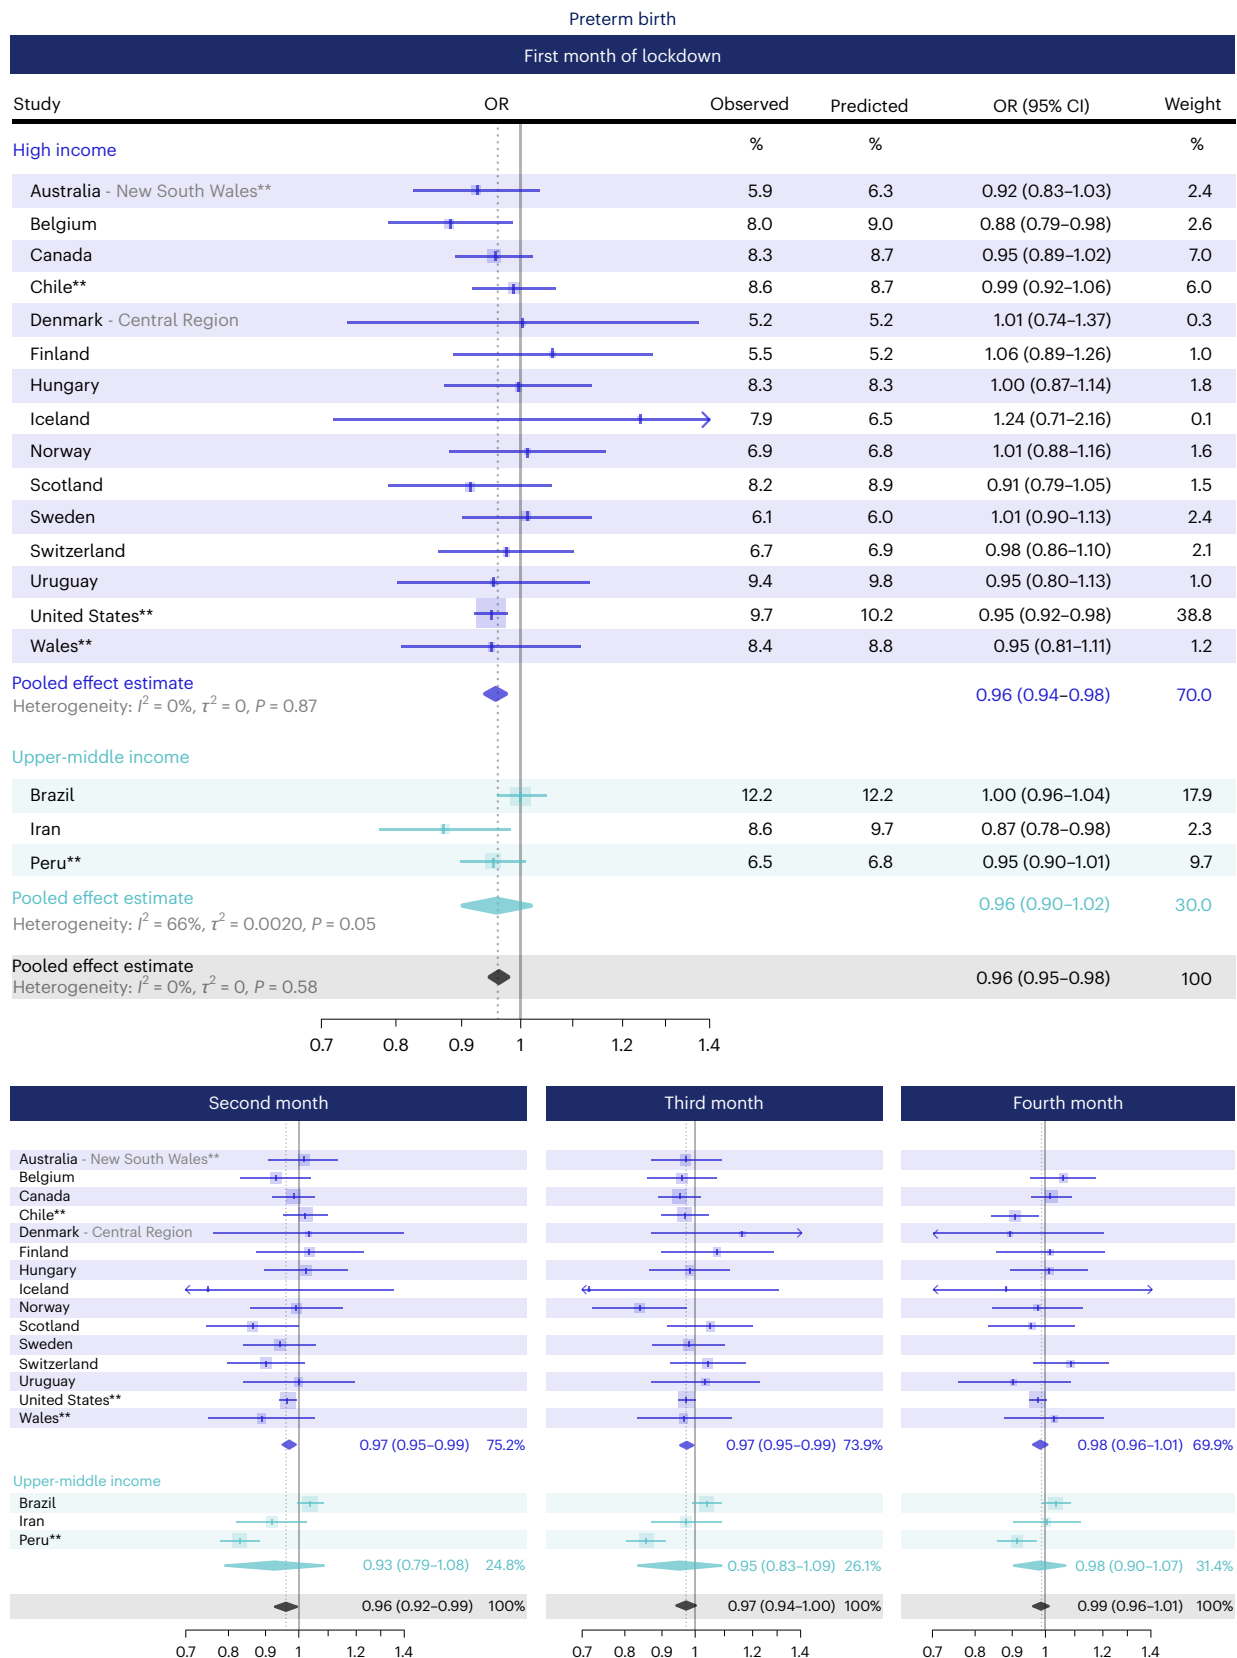 Preterm birth
First month of lockdown
Study OR Observed Predicted OR (95% CI) Weight
High income % % %
Australia - New South Wales** 5.9 6.3 0.92 (0.83–1.03) 2.4
Belgium 8.0 9.0 0.88 (0.79–0.98) 2.6
Canada 8.3 8.7 0.95 (0.89–1.02) 7.0
Chile** 8.6 8.7 0.99 (0.92–1.06) 6.0
Denmark - Central Region 5.2 5.2 1.01 (0.74–1.37) 0.3
Finland 5.5 5.2 1.06 (0.89–1.26) 1.0
Hungary 8.3 8.3 1.00 (0.87–1.14) 1.8
Iceland 7.9 6.5 1.24 (0.71–2.16) 0.1
Norway 6.9 6.8 1.01 (0.88–1.16) 1.6
Scotland 8.2 8.9 0.91 (0.79–1.05) 1.5
Sweden 6.1 6.0 1.01 (0.90–1.13) 2.4
Switzerland 6.7 6.9 0.98 (0.86–1.10) 2.1
Uruguay 9.4 9.8 0.95 (0.80–1.13) 1.0
United States** 9.7 10.2 0.95 (0.92–0.98) 38.8
Wales** 8.4 8.8 0.95 (0.81–1.11) 1.2
Pooled effect estimate 0.96 (0.94–0.98) 70.0
Heterogeneity: I² = 0%, τ² = 0, P = 0.87
Upper-middle income
Brazil 12.2 12.2 1.00 (0.96–1.04) 17.9
Iran 8.6 9.7 0.87 (0.78–0.98) 2.3
Peru** 6.5 6.8 0.95 (0.90–1.01) 9.7
Pooled effect estimate 0.96 (0.90–1.02) 30.0
Heterogeneity: I² = 66%, τ² = 0.0020, P = 0.05
Pooled effect estimate 0.96 (0.95–0.98) 100
Heterogeneity: I² = 0%, τ² = 0, P = 0.58
0.7 0.8 0.9 1 1.2 1.4
Second month Third month Fourth month
Australia - New South Wales**
Belgium
Canada
Chile**
Denmark - Central Region
Finland
Hungary
Iceland
Norway
Scotland
Sweden
Switzerland
Uruguay
United States**
Wales**
0.97 (0.95–0.99) 75.2% 0.97 (0.95–0.99) 73.9% 0.98 (0.96–1.01) 69.9%
Upper-middle income
Brazil
Iran
Peru**
0.93 (0.79–1.08) 24.8% 0.95 (0.83–1.09) 26.1% 0.98 (0.90–1.07) 31.4%
0.96 (0.92–0.99) 100% 0.97 (0.94–1.00) 100% 0.99 (0.96–1.01) 100%
0.7 0.8 0.9 1 1.2 1.4 0.7 0.8 0.9 1 1.2 1.4 0.7 0.8 0.9 1 1.2 1.4